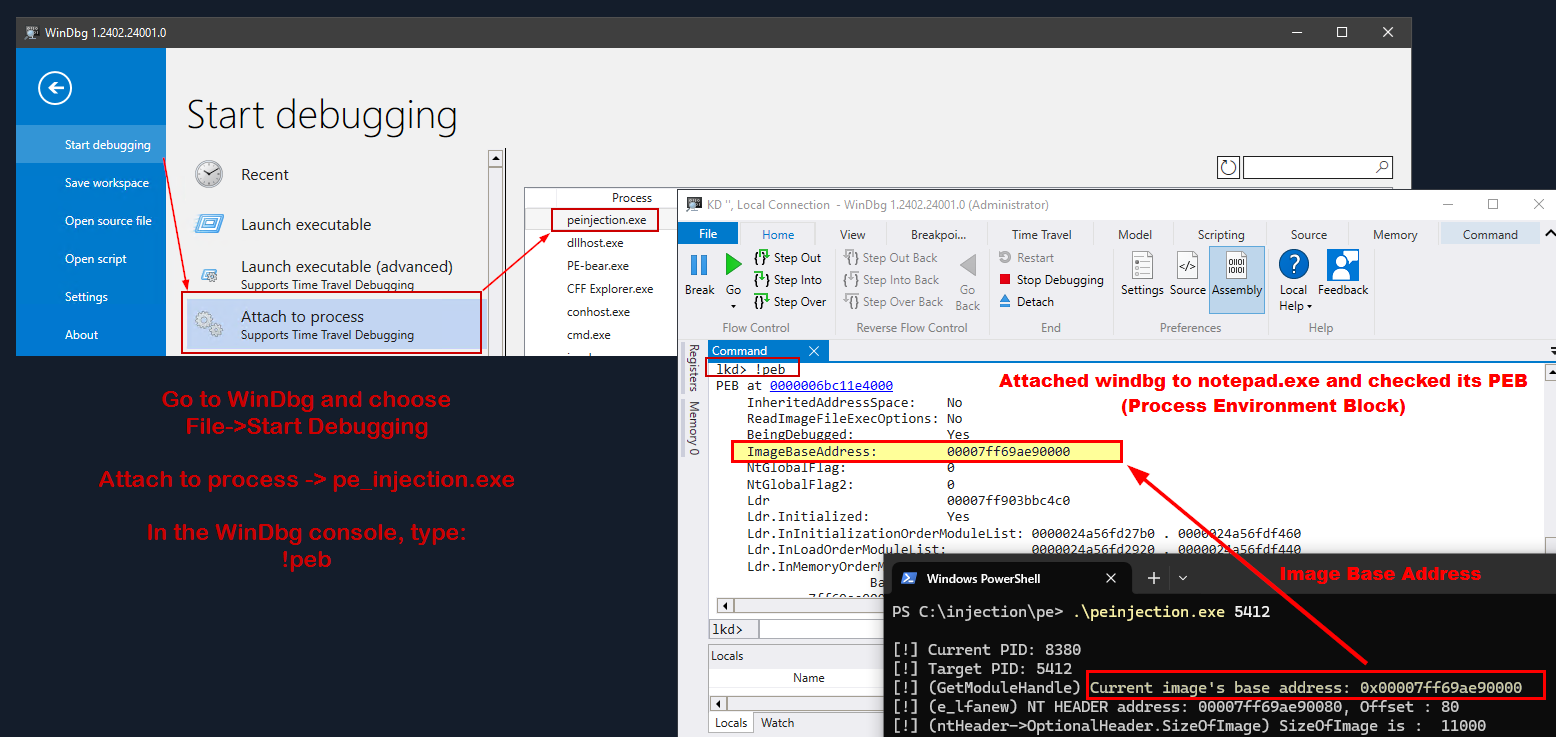 WinDbg 1.2402.24001.0
Start debugging
Save workspace
Open source file
Open script
Settings
About
Start debugging
Recent
Launch executable
Launch executable (advanced)
Supports Time Travel Debugging
Attach to process
Supports Time Travel Debugging
Process
peinjection.exe
dllhost.exe
PE-bear.exe
CFF Explorer.exe
conhost.exe
cmd.exe
Go to WinDbg and choose
File->Start Debugging
Attach to process -> pe_injection.exe
In the WinDbg console, type:
!peb
KD '', Local Connection - WinDbg 1.2402.24001.0 (Administrator)
File Home View Breakpoi... Time Travel Model Scripting Source Memory Command
Break
Go
Step Out
Step Into
Step Over
Flow Control
Step Out Back
Step Into Back
Step Over Back
Go
Back
Reverse Flow Control
Restart
Stop Debugging
Detach
End
Settings Source Assembly
Preferences
Local
Help
Feedback
Help
Registers
Memory 0
Command
lkd> !peb
PEB at 0000006bc11e4000
InheritedAddressSpace: No
ReadImageFileExecOptions: No
BeingDebugged: Yes
ImageBaseAddress: 00007ff69ae90000
NtGlobalFlag: 0
NtGlobalFlag2: 0
Ldr 00007ff903bbc4c0
Ldr.Initialized: Yes
Ldr.InInitializationOrderModuleList: 0000024a56fd27b0 . 0000024a56fdf460
Ldr.InLoadOrderModuleList: 0000024a56fd2920 . 0000024a56fdf440
Ldr.InMemoryOrderM
Ba
lkd>
Locals
Name
Locals Watch
Attached windbg to notepad.exe and checked its PEB
(Process Environment Block)
Image Base Address
Windows PowerShell
PS C:\injection\pe> .\peinjection.exe 5412
[!] Current PID: 8380
[!] Target PID: 5412
[!] (GetModuleHandle) Current image's base address: 0x00007ff69ae90000
[!] (e_lfanew) NT HEADER address: 00007ff69ae90080, Offset : 80
[!] (ntHeader->OptionalHeader.SizeOfImage) SizeOfImage is : 11000